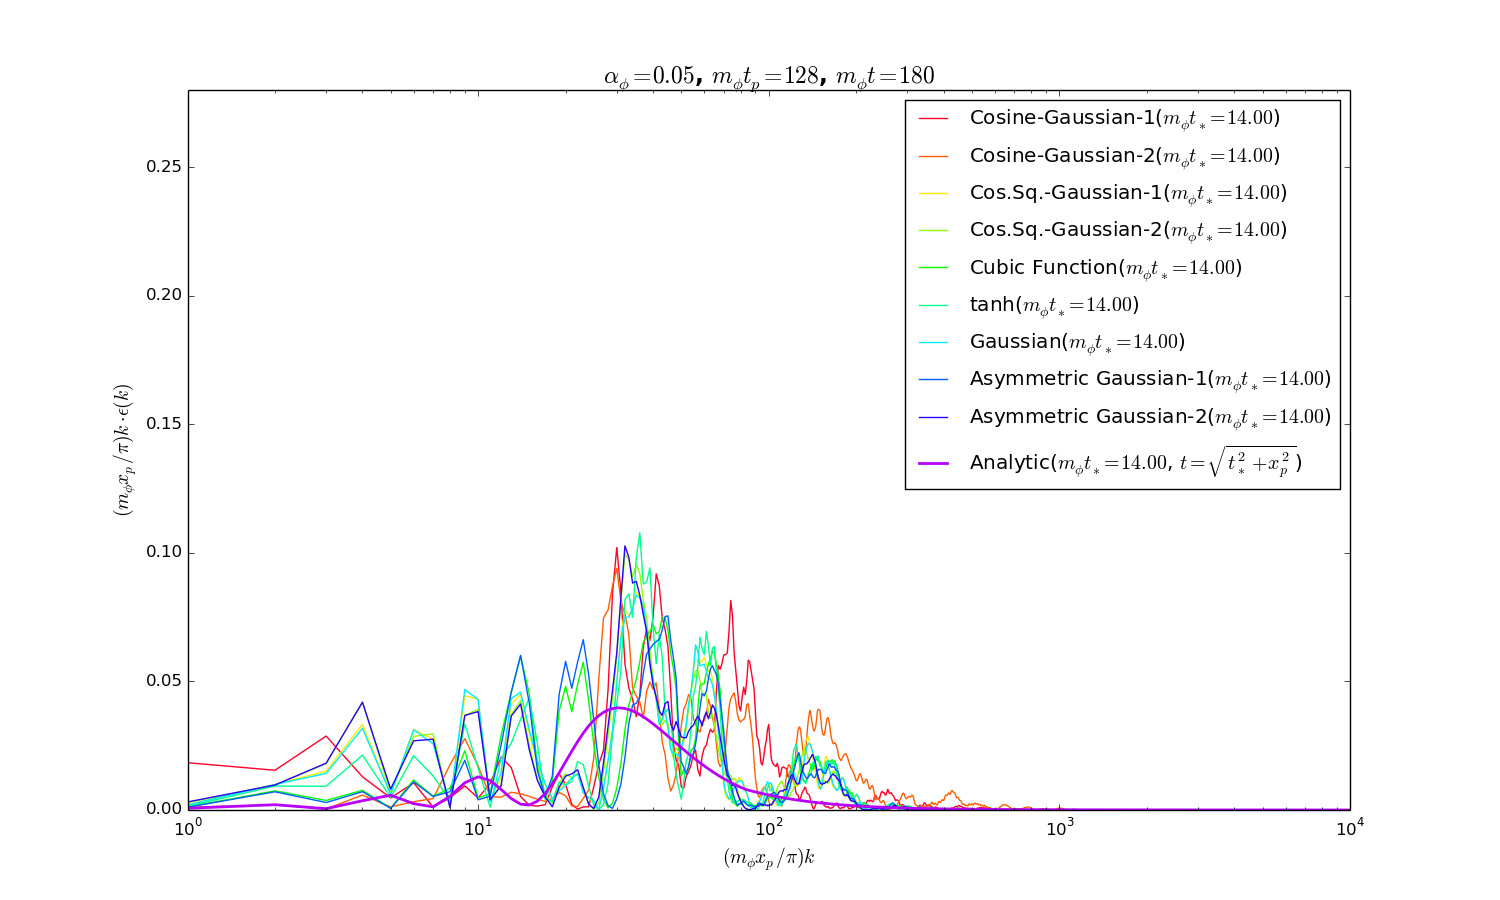 α_ϕ=0.05, m_ϕt_p=128, m_ϕt=180
Cosine-Gaussian-1(m_ϕt_*=14.00)
Cosine-Gaussian-2(m_ϕt_*=14.00)
Cos.Sq.-Gaussian-1(m_ϕt_*=14.00)
Cos.Sq.-Gaussian-2(m_ϕt_*=14.00)
Cubic Function(m_ϕt_*=14.00)
tanh(m_ϕt_*=14.00)
Gaussian(m_ϕt_*=14.00)
Asymmetric Gaussian-1(m_ϕt_*=14.00)
Asymmetric Gaussian-2(m_ϕt_*=14.00)
Analytic(m_ϕt_*=14.00, t=√(t_*^2+x_p^2))
(m_ϕx_p/π)k·ϵ(k)
0.25
0.20
0.15
0.10
0.05
0.00
10^0 10^1 10^2 10^3 10^4
(m_ϕx_p/π)k